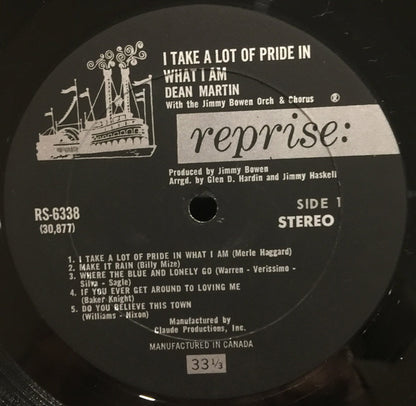 I TAKE A LOT OF PRIDE IN
WHAT I AM
DEAN MARTIN
With the Jimmy Bowen Orch & Chorus ℗
reprise:
Produced by Jimmy Bowen
Arrgd. by Glen D. Hardin and Jimmy Haskell
RS-6338
(30,877)
SIDE 1
STEREO
1. I TAKE A LOT OF PRIDE IN WHAT I AM (Merle Haggard)
2. MAKE IT RAIN (Billy Mize)
3. WHERE THE BLUE AND LONELY GO (Warren - Verissimo -
Silva - Sagle)
4. IF YOU EVER GET AROUND TO LOVING ME
(Baker Knight)
5. DO YOU BELIEVE THIS TOWN
(Williams - Nixon)
Manufactured by
Claude Productions, Inc.
MANUFACTURED IN CANADA
33 1/3